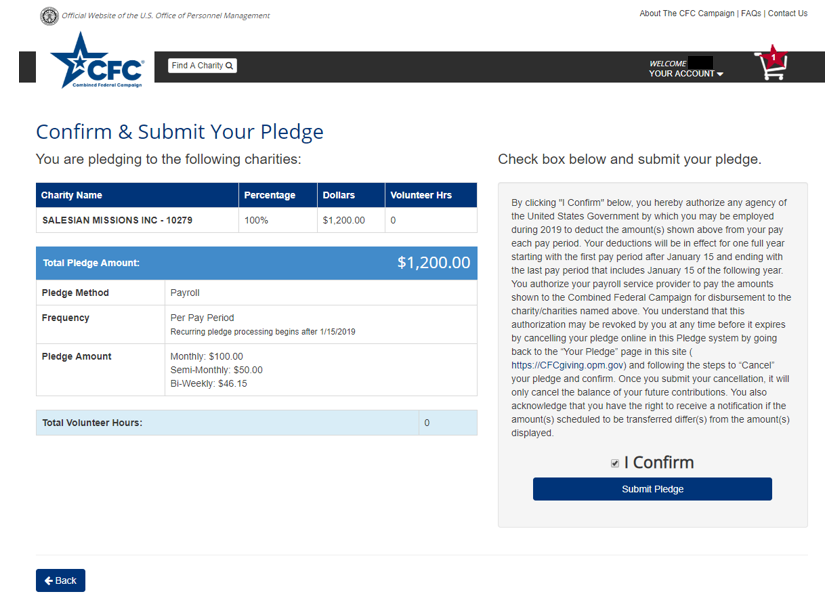 Official Website of the U.S. Office of Personnel Management
About The CFC Campaign | FAQs | Contact Us
CFC
Combined Federal Campaign
Find A Charity
WELCOME
YOUR ACCOUNT
1
Confirm & Submit Your Pledge
You are pledging to the following charities:
Charity Name Percentage Dollars Volunteer Hrs
SALESIAN MISSIONS INC - 10279 100% $1,200.00 0
Total Pledge Amount: $1,200.00
Pledge Method Payroll
Frequency Per Pay Period
Recurring pledge processing begins after 1/15/2019
Pledge Amount Monthly: $100.00
Semi-Monthly: $50.00
Bi-Weekly: $46.15
Total Volunteer Hours: 0
Check box below and submit your pledge.
By clicking "I Confirm" below, you hereby authorize any agency of
the United States Government by which you may be employed
during 2019 to deduct the amount(s) shown above from your pay
each pay period. Your deductions will be in effect for one full year
starting with the first pay period after January 15 and ending with
the last pay period that includes January 15 of the following year.
You authorize your payroll service provider to pay the amounts
shown to the Combined Federal Campaign for disbursement to the
charity/charities named above. You understand that this
authorization may be revoked by you at any time before it expires
by cancelling your pledge online in this Pledge system by going
back to the “Your Pledge” page in this site (
https://CFCgiving.opm.gov) and following the steps to “Cancel”
your pledge and confirm. Once you submit your cancellation, it will
only cancel the balance of your future contributions. You also
acknowledge that you have the right to receive a notification if the
amount(s) scheduled to be transferred differ(s) from the amount(s)
displayed.
I Confirm
Submit Pledge
Back